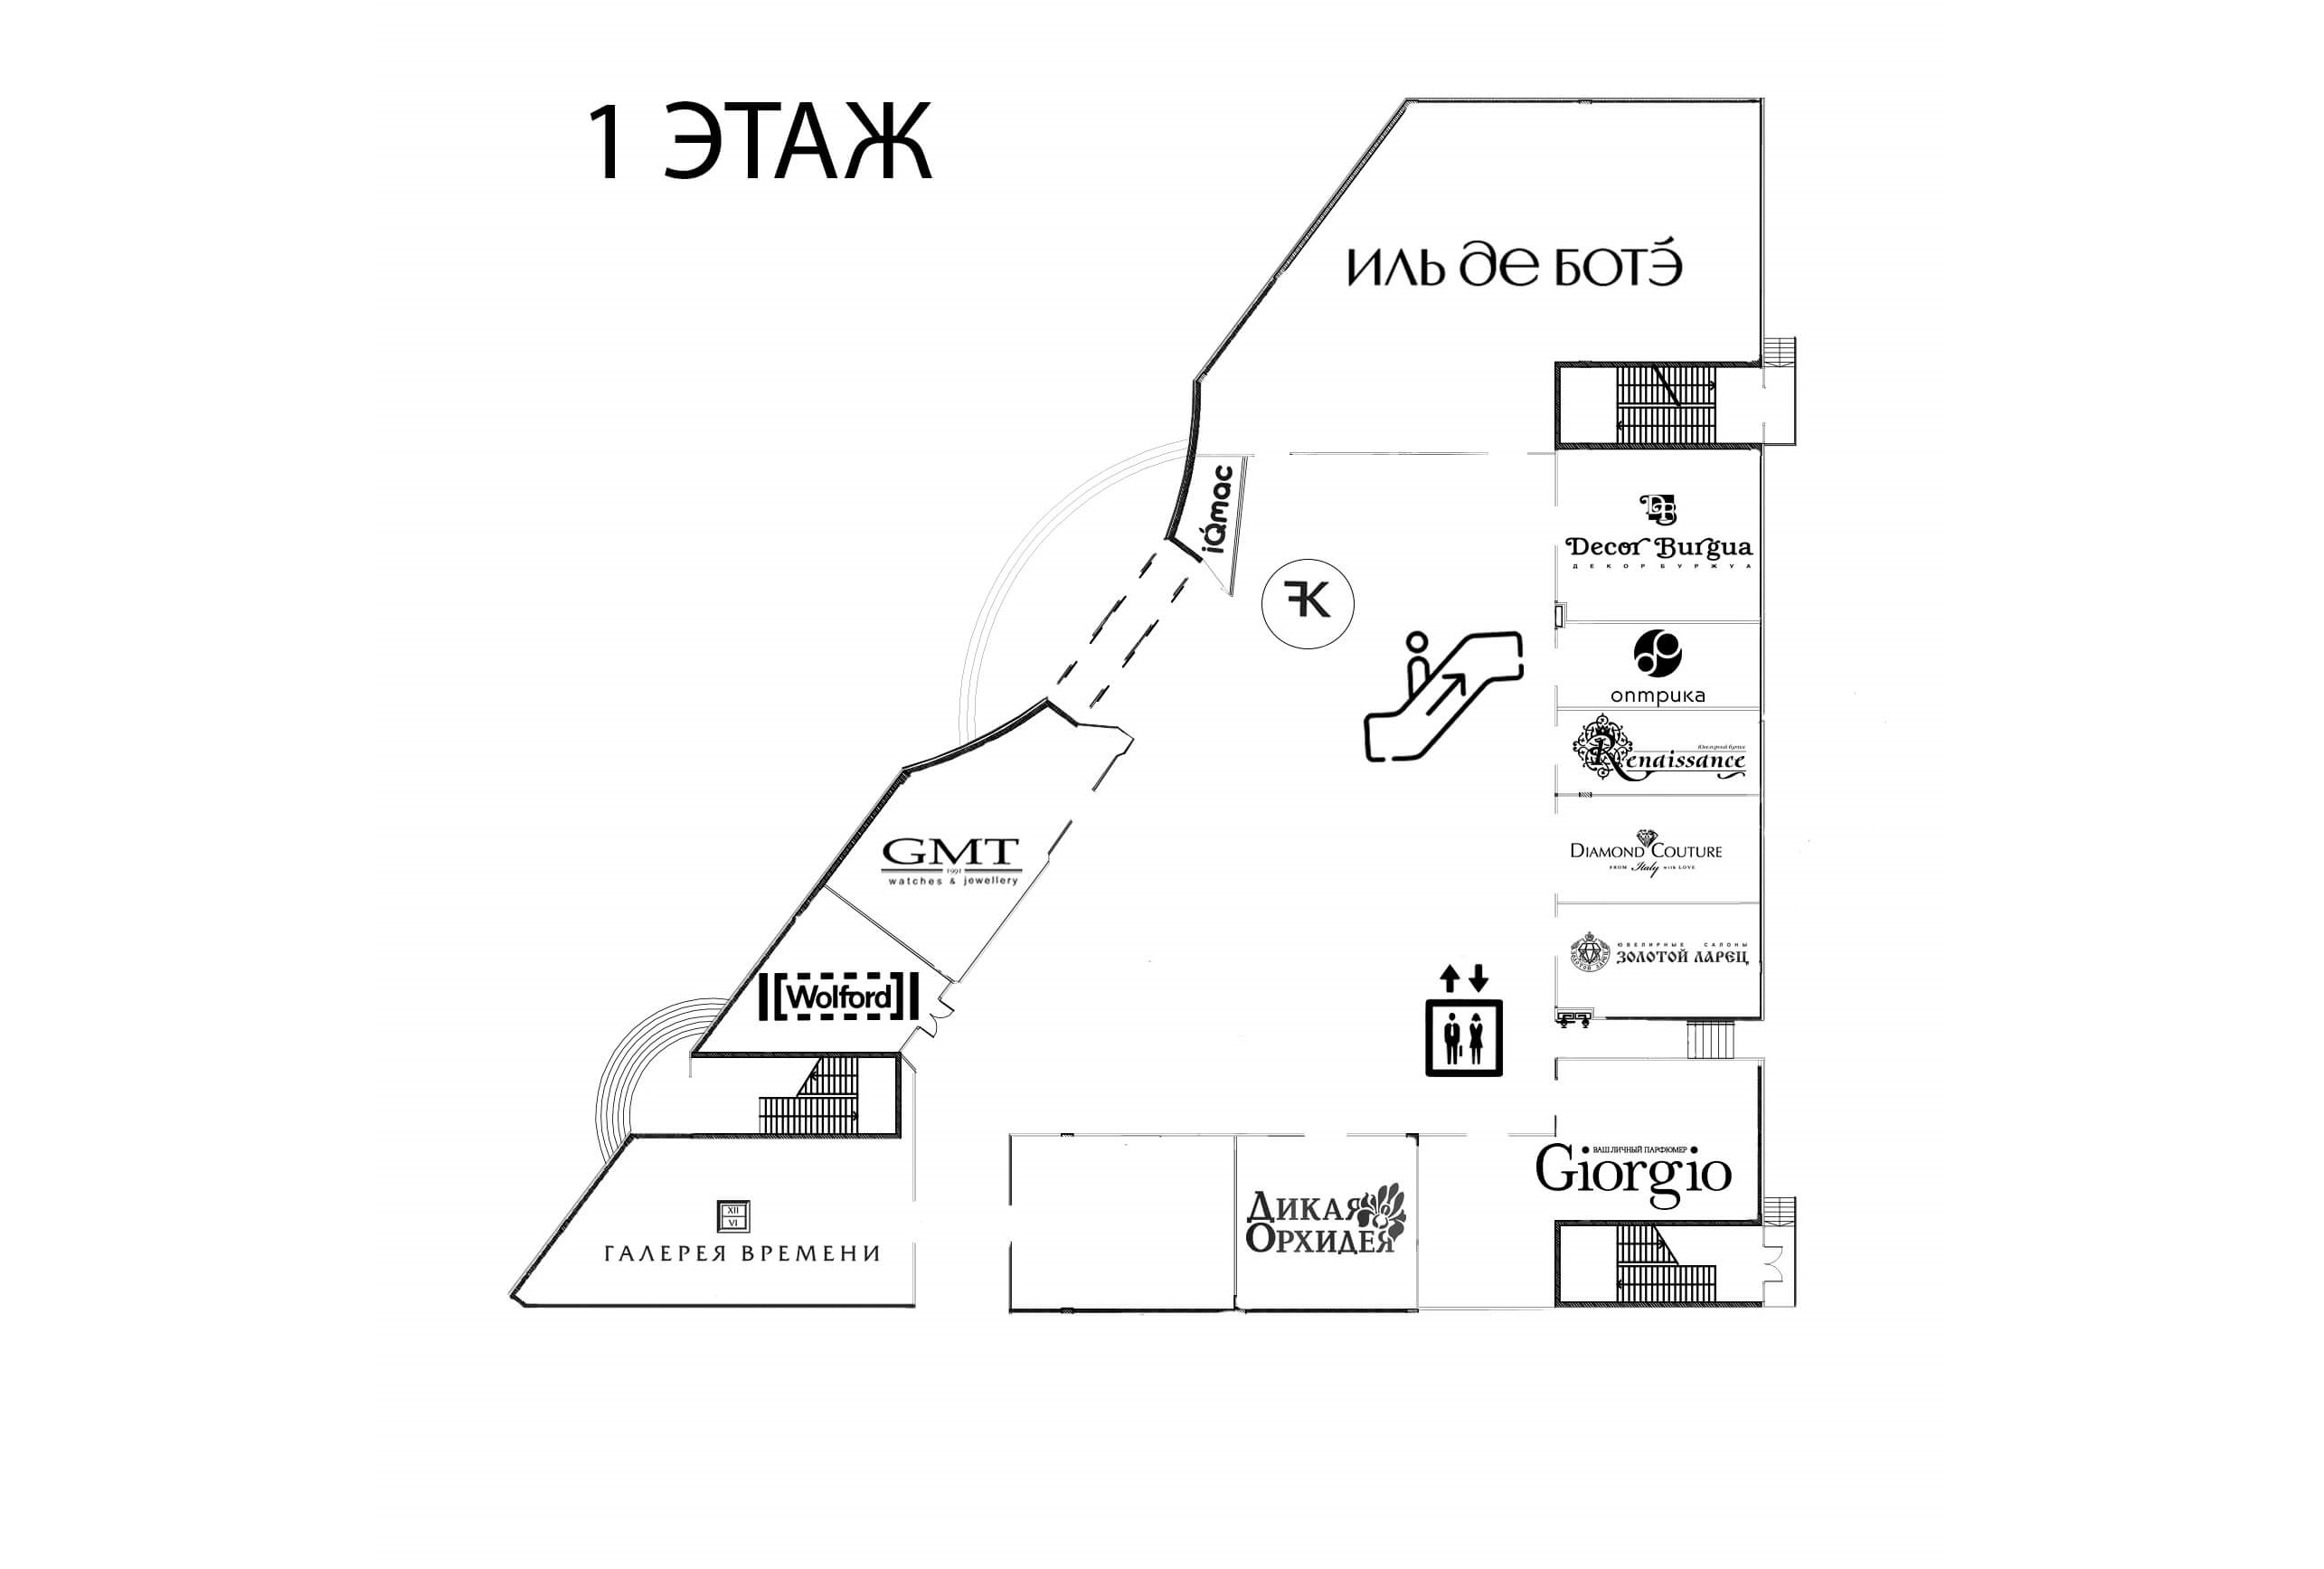 1 ЭТАЖ
ИЛЬ де БОТЭ
iQmac
FK
DB
Decor Burgua
ДЕКОР БУРЖУА
оптрика
Ювелирный бутик
Renaissance
GMT
1991
watches & jewellery
DIAMOND COUTURE
FROM Italy with LOVE
ЮВЕЛИРНЫЕ САЛОНЫ
ЗОЛОТОЙ ЛАРЕЦ
[Wolford]
ВАШ ЛИЧНЫЙ ПАРФЮМЕР
Giorgio
ДИКАЯ
ОРХИДЕЯ
XII
VI
ГАЛЕРЕЯ ВРЕМЕНИ